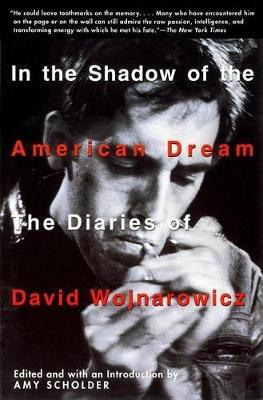 "He could leave toothmarks on the memory. . . . Many who have encountered him
on the page or on the wall can still admire the raw passion, intelligence, and
transforming energy with which he met his fate." —The New York Times
In the Shadow of the
American Dream
The Diaries of
David Wojnarowicz
Edited and with an Introduction by
AMY SCHOLDER